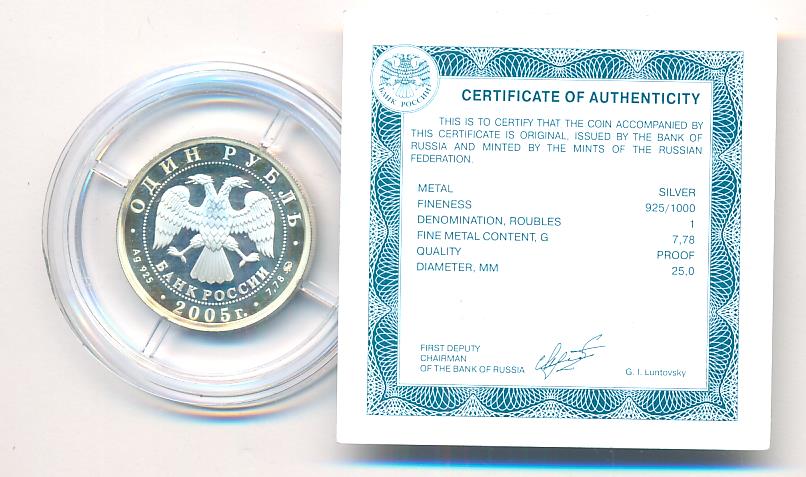 ОДИН РУБЛЬ
Ag 925
БАНК РОССИИ
7,78
2005г.
БАНК РОССИИ
CERTIFICATE OF AUTHENTICITY
THIS IS TO CERTIFY THAT THE COIN ACCOMPANIED BY
THIS CERTIFICATE IS ORIGINAL, ISSUED BY THE BANK OF
RUSSIA AND MINTED BY THE MINTS OF THE RUSSIAN
FEDERATION.
METAL SILVER
FINENESS 925/1000
DENOMINATION, ROUBLES 1
FINE METAL CONTENT, G 7,78
QUALITY PROOF
DIAMETER, MM 25,0
FIRST DEPUTY
CHAIRMAN
OF THE BANK OF RUSSIA
G. I. Luntovsky